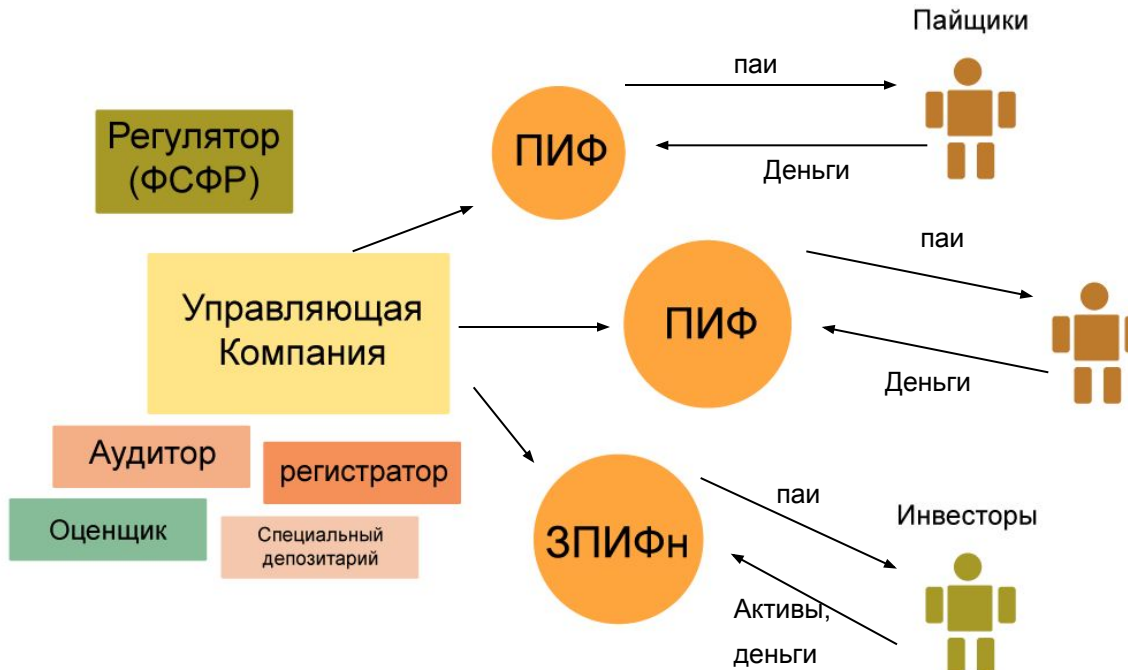 Пайщики
паи
Регулятор
(ФСФР)
ПИФ
Деньги
паи
Управляющая
Компания
ПИФ
Деньги
Аудитор
регистратор
паи
Инвесторы
Оценщик
Специальный
депозитарий
ЗПИФн
Активы,
деньги